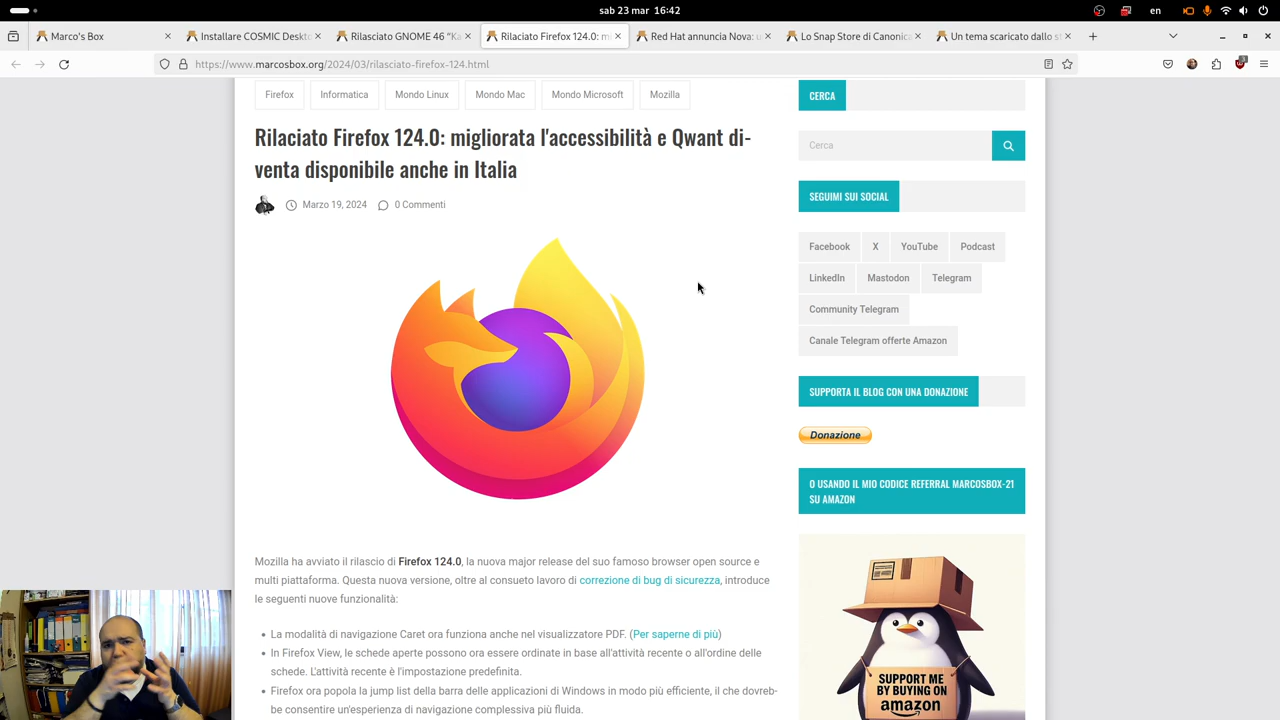 sab 23 mar 16:42
en
Marco's Box
Installare COSMIC Deskto
Rilasciato GNOME 46 “Ka
Rilaciato Firefox 124.0: m
Red Hat annuncia Nova: u
Lo Snap Store di Canonica
Un tema scaricato dallo st
https://www.marcosbox.org/2024/03/rilasciato-firefox-124.html
Firefox
Informatica
Mondo Linux
Mondo Mac
Mondo Microsoft
Mozilla
Rilaciato Firefox 124.0: migliorata l'accessibilità e Qwant di-
venta disponibile anche in Italia
Marzo 19, 2024
0 Commenti
Mozilla ha avviato il rilascio di Firefox 124.0, la nuova major release del suo famoso browser open source e
multi piattaforma. Questa nuova versione, oltre al consueto lavoro di correzione di bug di sicurezza, introduce
le seguenti nuove funzionalità:
• La modalità di navigazione Caret ora funziona anche nel visualizzatore PDF. (Per saperne di più)
• In Firefox View, le schede aperte possono ora essere ordinate in base all'attività recente o all'ordine delle
schede. L'attività recente è l'impostazione predefinita.
• Firefox ora popola la jump list della barra delle applicazioni di Windows in modo più efficiente, il che dovreb-
be consentire un'esperienza di navigazione complessiva più fluida.
CERCA
Cerca
SEGUIMI SUI SOCIAL
Facebook
X
YouTube
Podcast
LinkedIn
Mastodon
Telegram
Community Telegram
Canale Telegram offerte Amazon
SUPPORTA IL BLOG CON UNA DONAZIONE
Donazione
O USANDO IL MIO CODICE REFERRAL MARCOSBOX-21
SU AMAZON
SUPPORT ME
BY BUYING ON
amazon